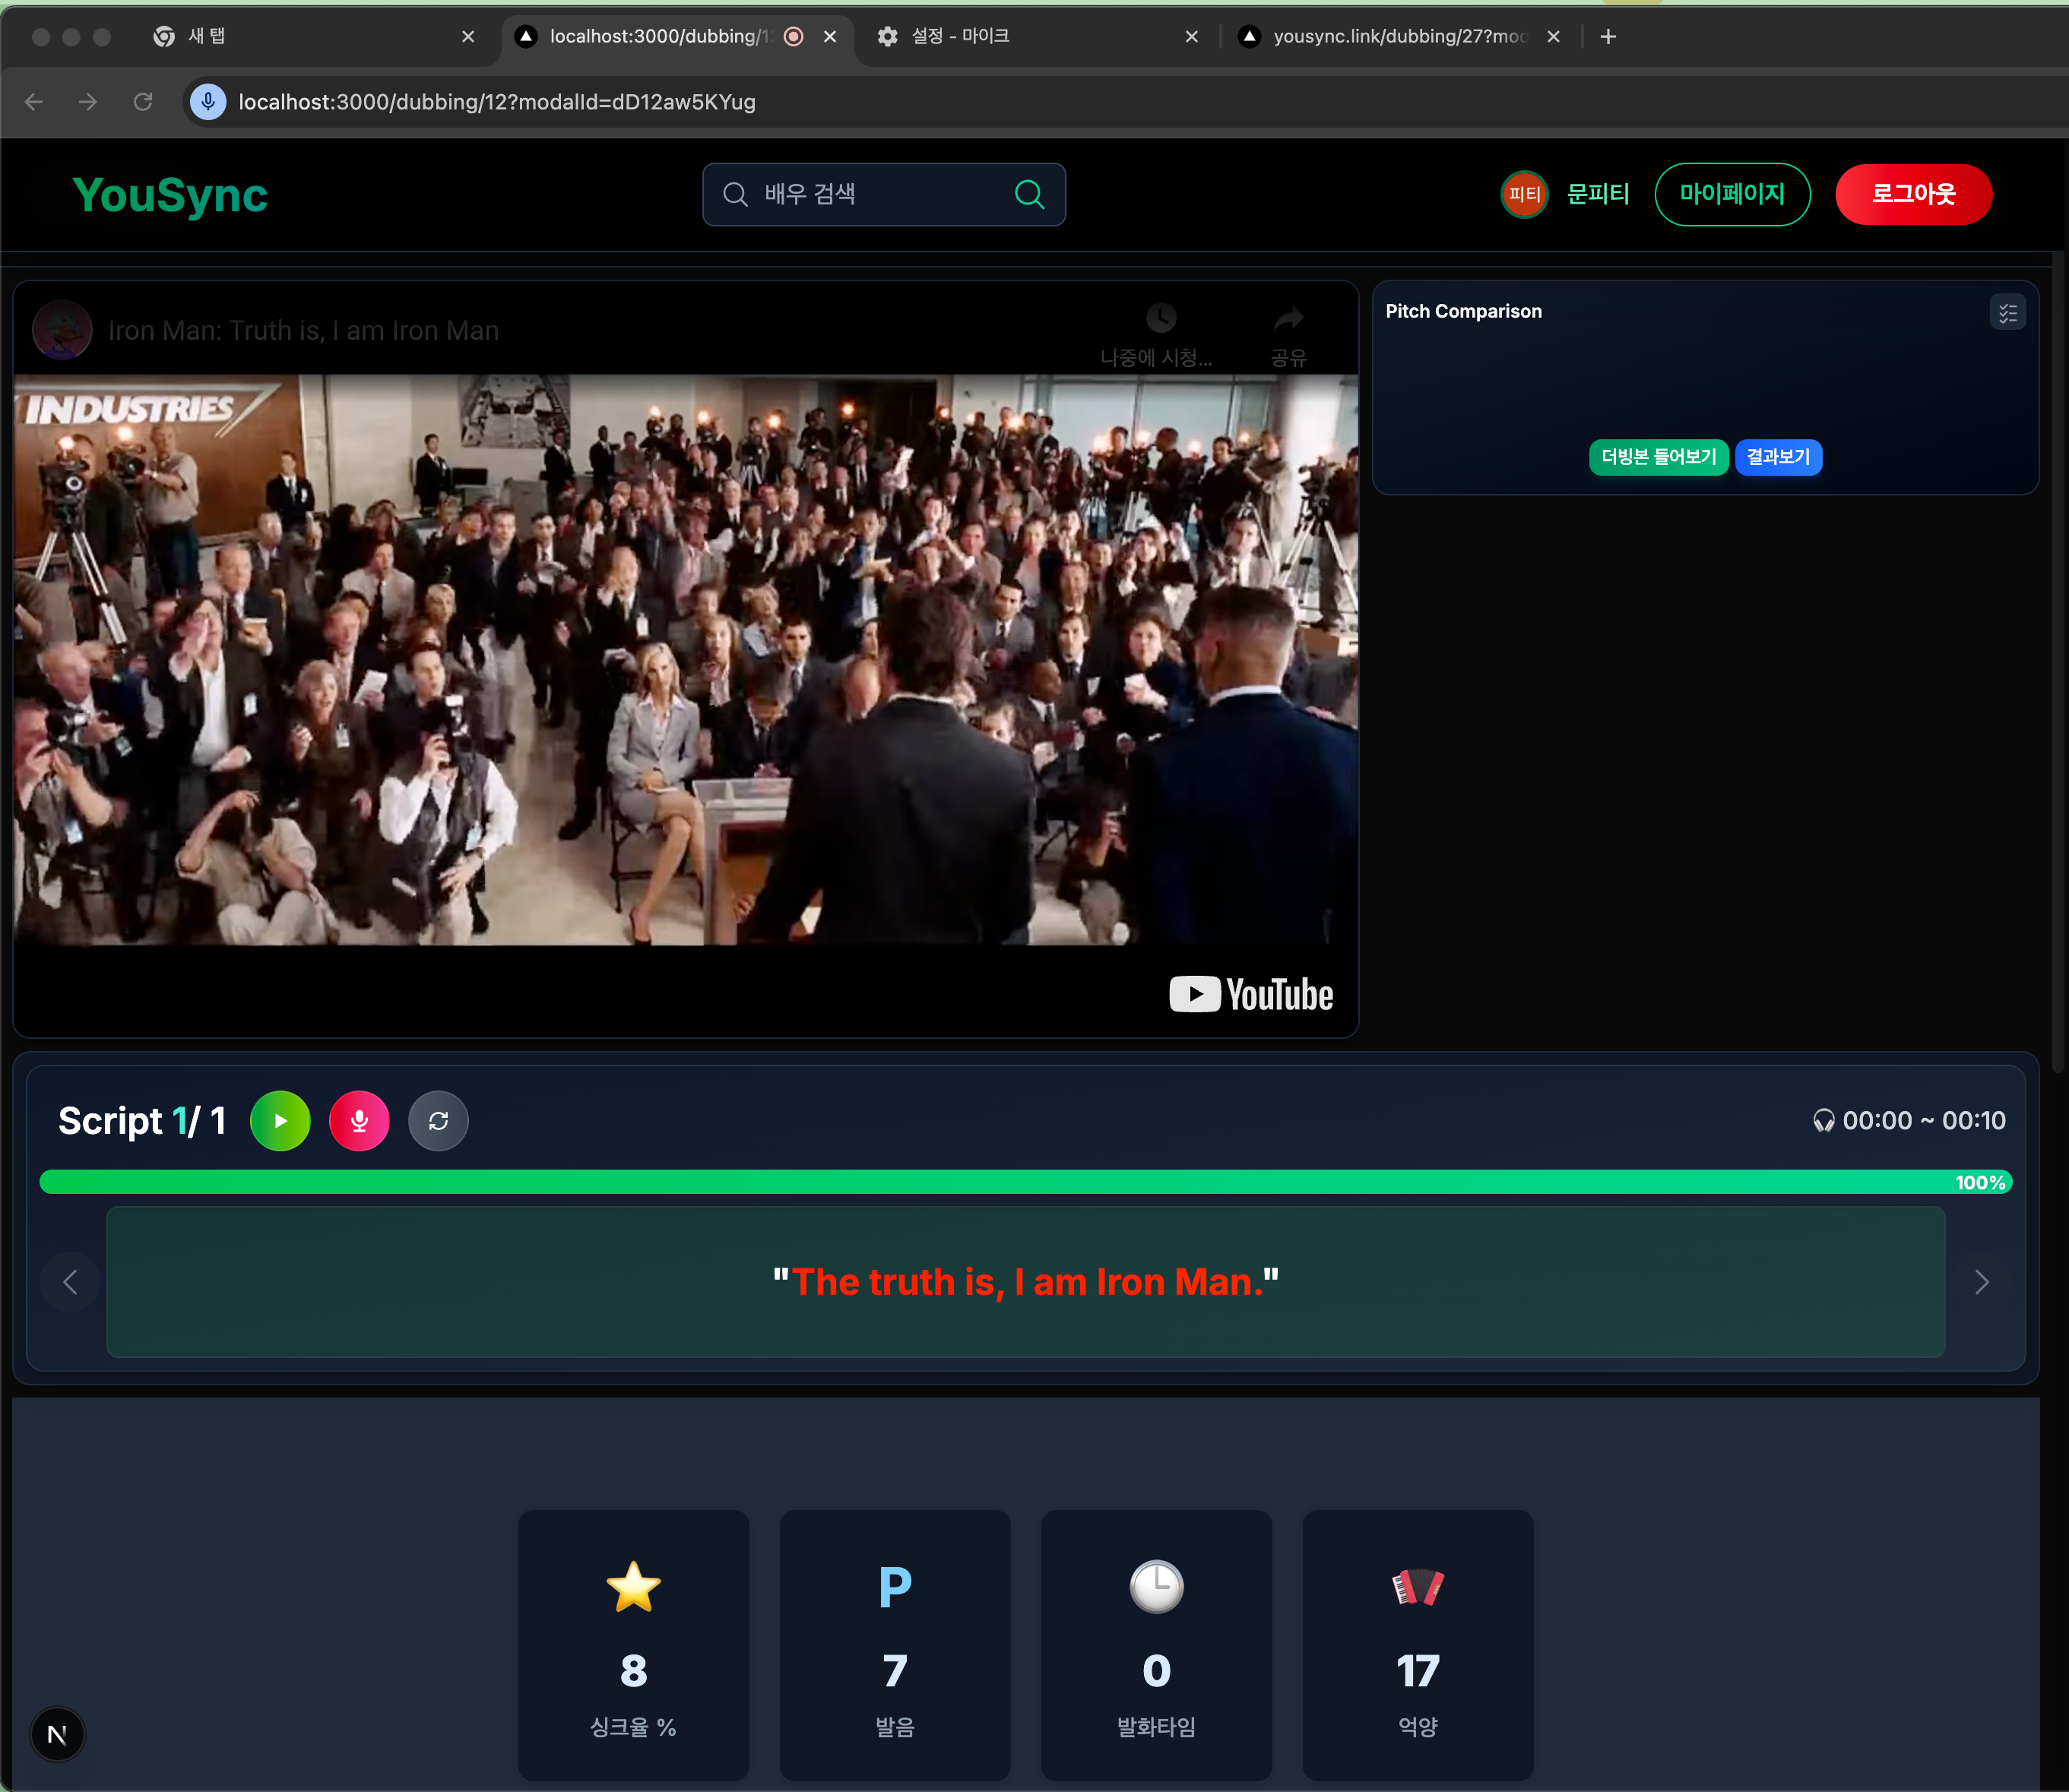 새 탭
localhost:3000/dubbing/1
설정 - 마이크
yousync.link/dubbing/27?mod
localhost:3000/dubbing/12?modalId=dD12aw5KYug
YouSync
배우 검색
피티
문피티
마이페이지
로그아웃
Iron Man: Truth is, I am Iron Man
나중에 시청...
공유
INDUSTRIES
YouTube
Pitch Comparison
더빙본 들어보기
결과보기
Script 1/ 1
00:00 ~ 00:10
100%
"The truth is, I am Iron Man."
P
8
7
0
17
싱크율 %
발음
발화타임
억양
N